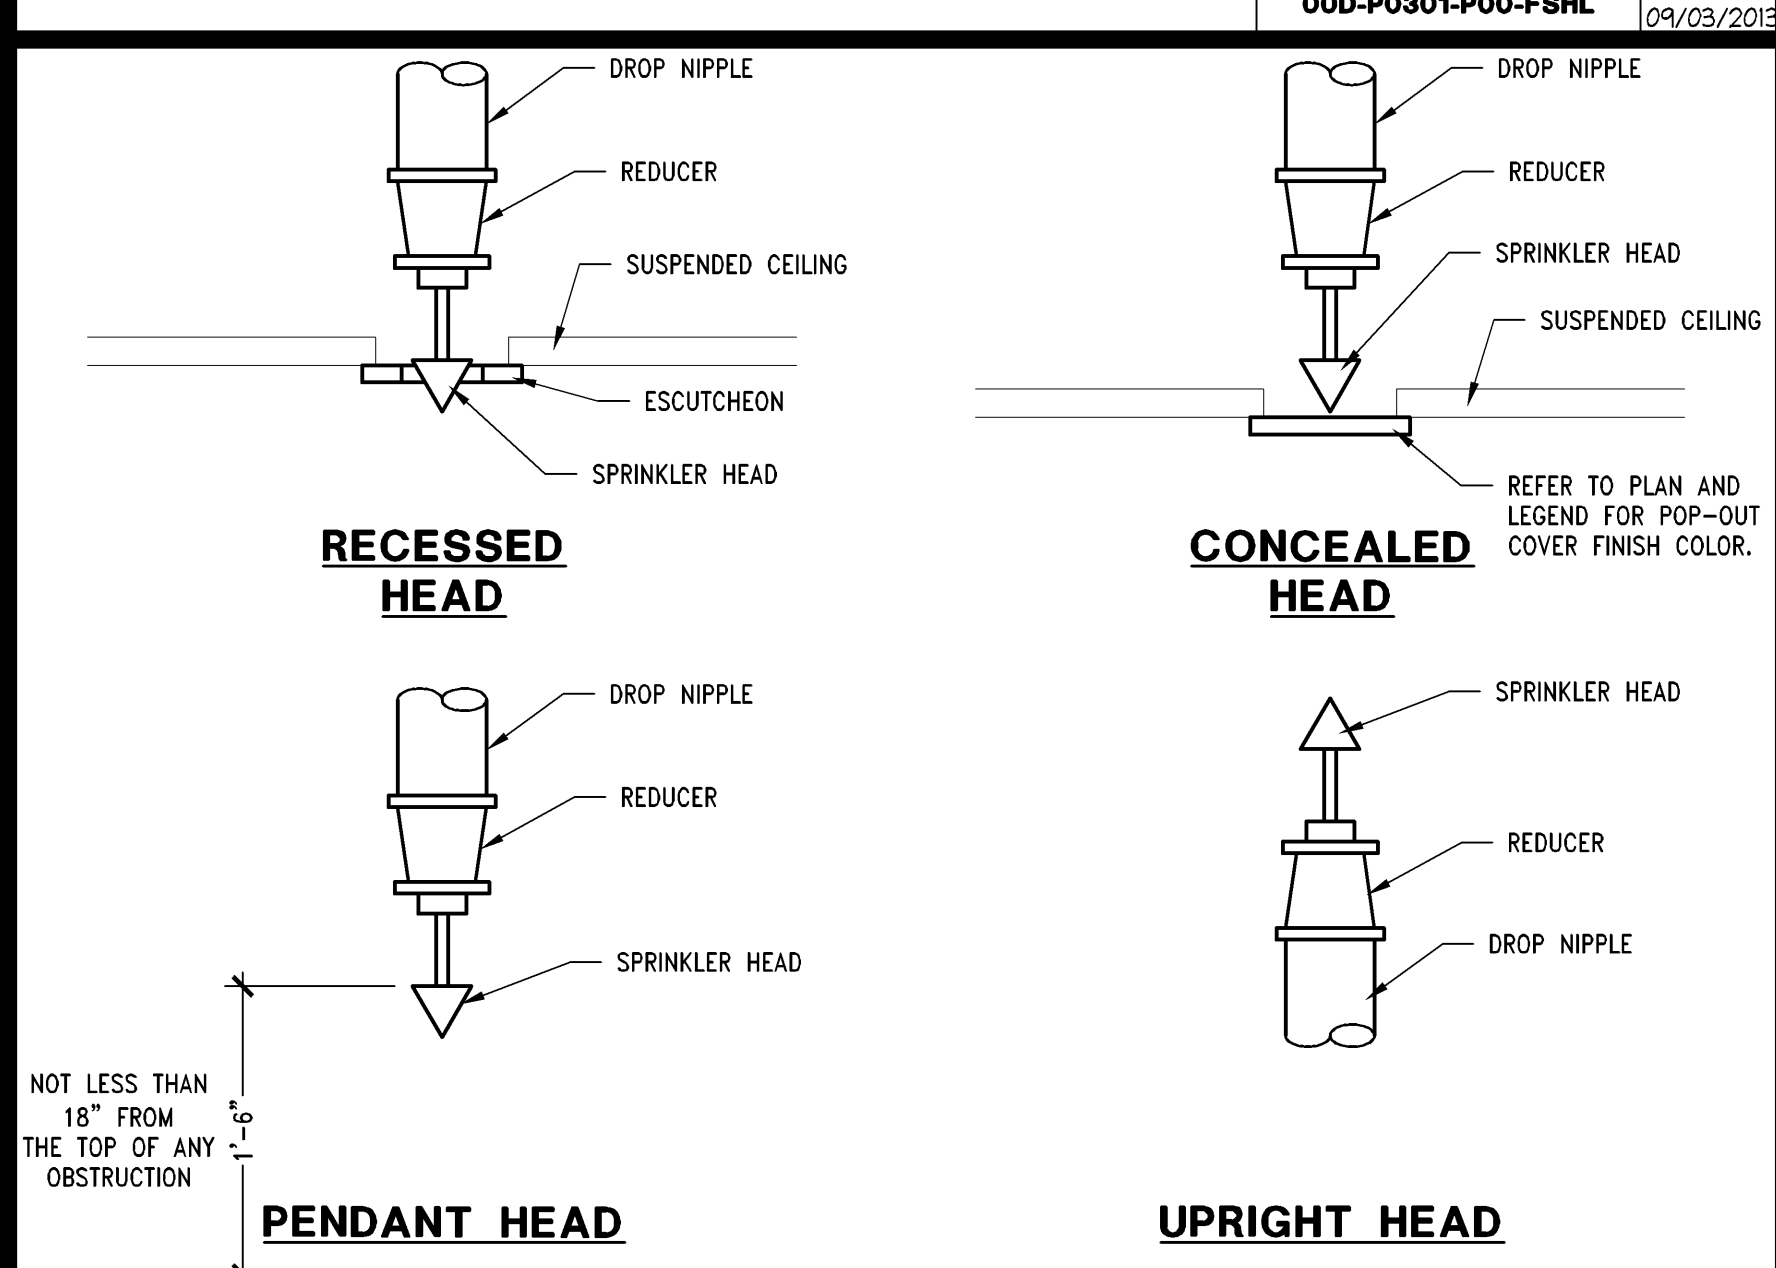 09/03/2013
DROP NIPPLE
REDUCER
SUSPENDED CEILING
ESCUTCHEON
SPRINKLER HEAD
RECESSED
HEAD
DROP NIPPLE
REDUCER
SPRINKLER HEAD
SUSPENDED CEILING
REFER TO PLAN AND
LEGEND FOR POP-OUT
COVER FINISH COLOR.
CONCEALED
HEAD
DROP NIPPLE
REDUCER
SPRINKLER HEAD
NOT LESS THAN
18" FROM
THE TOP OF ANY
OBSTRUCTION
1'-6"
PENDANT HEAD
SPRINKLER HEAD
REDUCER
DROP NIPPLE
UPRIGHT HEAD